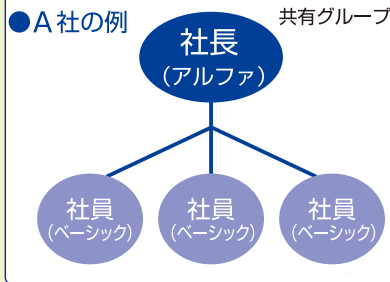 ●A社の例
共有グループ
社長
(アルファ)
社員
(ベーシック)
社員
(ベーシック)
社員
(ベーシック)